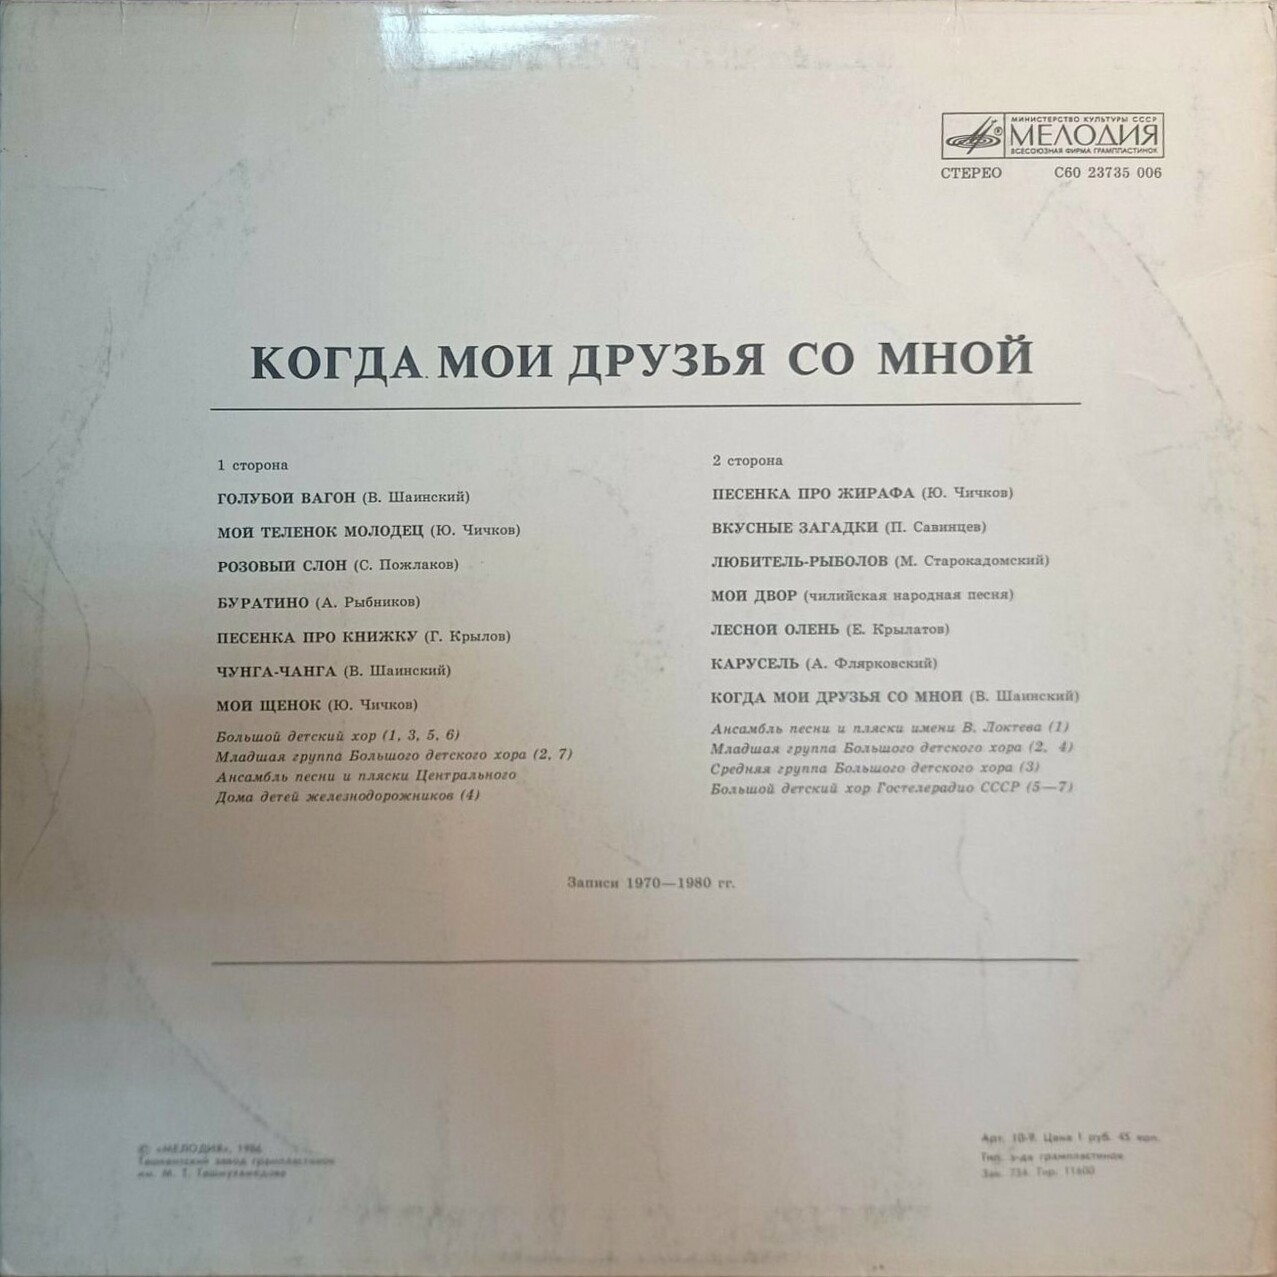 МИНИСТЕРСТВО КУЛЬТУРЫ СССР
МЕЛОДИЯ
ВСЕСОЮЗНАЯ ФИРМА ГРАМПЛАСТИНОК
СТЕРЕО С60 23735 006
КОГДА МОИ ДРУЗЬЯ СО МНОЙ
1 сторона
ГОЛУБОЙ ВАГОН (В. Шаинский)
МОЙ ТЕЛЕНОК МОЛОДЕЦ (Ю. Чичков)
РОЗОВЫЙ СЛОН (С. Пожлаков)
БУРАТИНО (А. Рыбников)
ПЕСЕНКА ПРО КНИЖКУ (Г. Крылов)
ЧУНГА-ЧАНГА (В. Шаинский)
МОЙ ЩЕНОК (Ю. Чичков)
Большой детский хор (1, 3, 5, 6)
Младшая группа Большого детского хора (2, 7)
Ансамбль песни и пляски Центрального
Дома детей железнодорожников (4)
2 сторона
ПЕСЕНКА ПРО ЖИРАФА (Ю. Чичков)
ВКУСНЫЕ ЗАГАДКИ (П. Савинцев)
ЛЮБИТЕЛЬ-РЫБОЛОВ (М. Старокадомский)
МОЙ ДВОР (чилийская народная песня)
ЛЕСНОЙ ОЛЕНЬ (Е. Крылатов)
КАРУСЕЛЬ (А. Флярковский)
КОГДА МОИ ДРУЗЬЯ СО МНОЙ (В. Шаинский)
Ансамбль песни и пляски имени В. Локтева (1)
Младшая группа Большого детского хора (2, 4)
Средняя группа Большого детского хора (3)
Большой детский хор Гостелерадио СССР (5—7)
Записи 1970—1980 гг.
© «МЕЛОДИЯ», 1986
Ташкентский завод грампластинок
им. М. Т. Ташмухамедова
Арт. 10-9. Цена 1 руб. 45 коп.
Тип. з-да грампластинок
Зак. 734. Тир. 11600